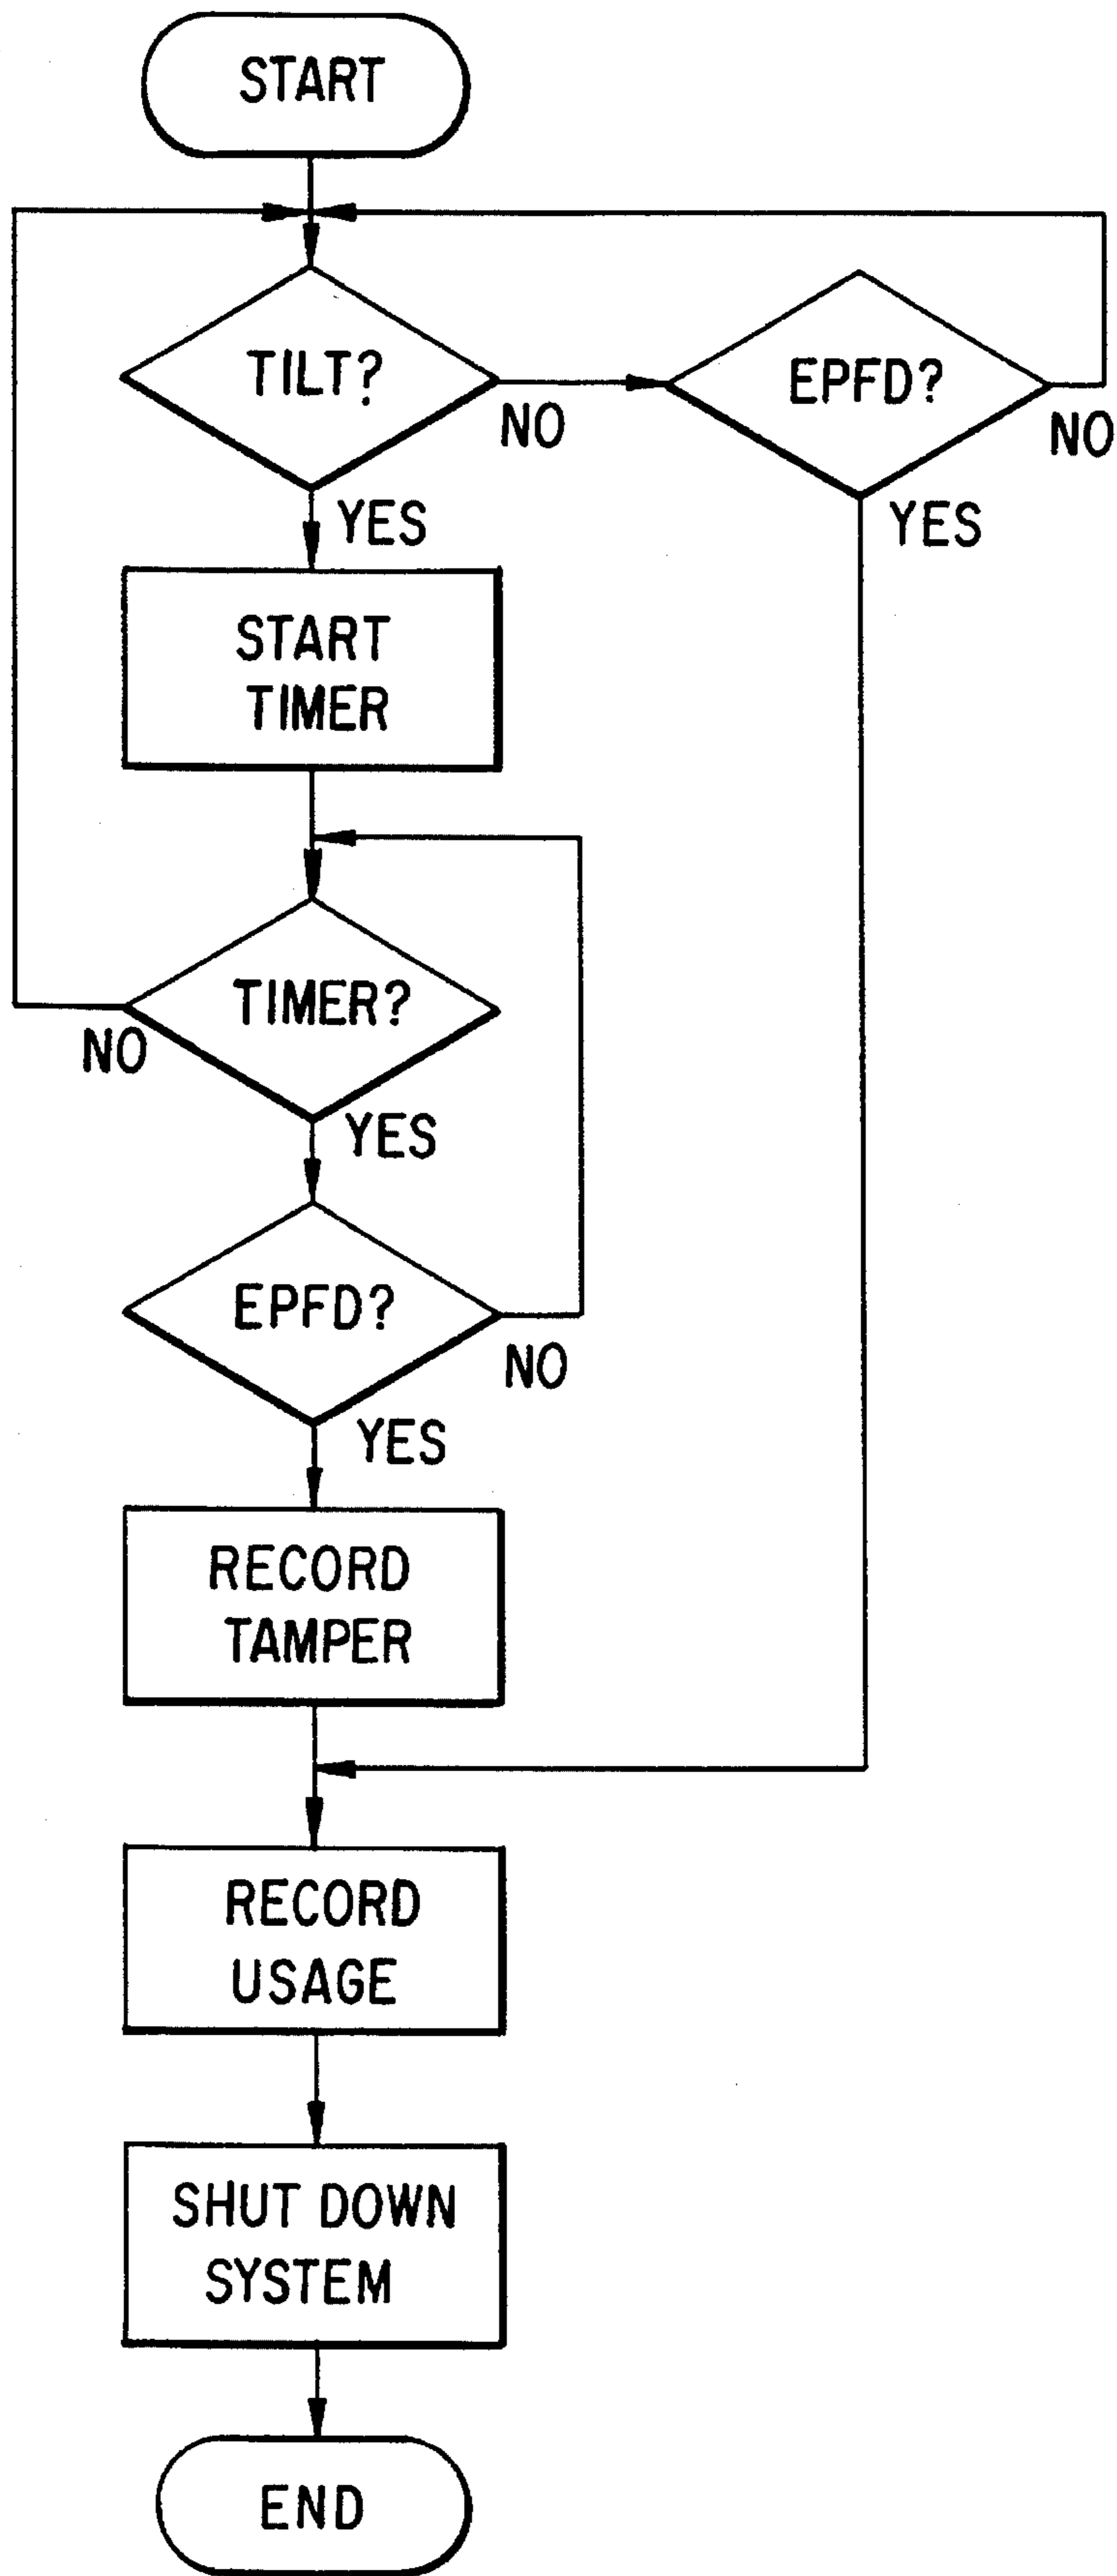 START
TILT?
NO
EPFD?
NO
YES
YES
START
TIMER
TIMER?
NO
YES
EPFD?
NO
YES
RECORD
TAMPER
RECORD
USAGE
SHUT DOWN
SYSTEM
END